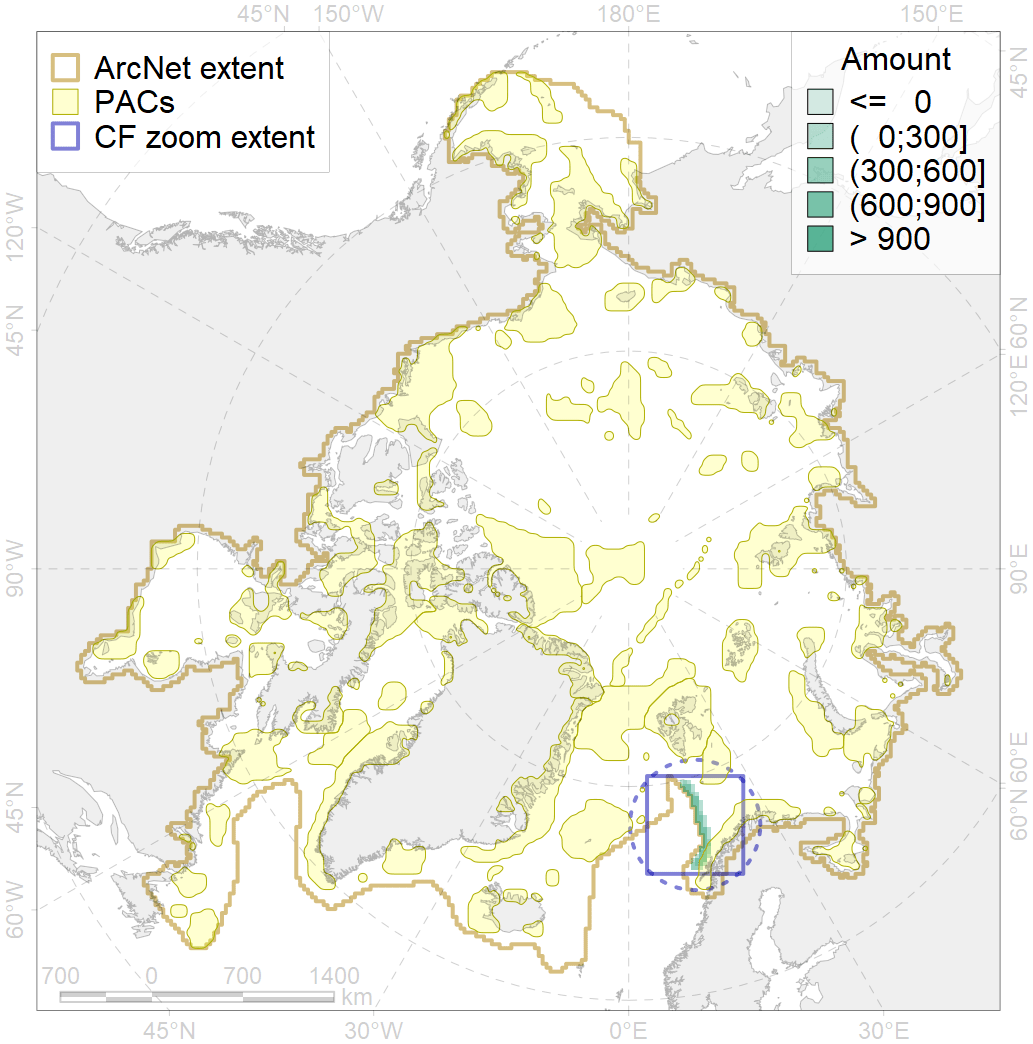 45°N 150°W 180°E 150°E
ArcNet extent
PACs
CF zoom extent
Amount
<= 0
( 0;300]
(300;600]
(600;900]
> 900
45°N
120°W
45°N
60°N
120°E
90°W
90°E
60°E
45°N
60°N
60°W
700 0 700 1400
km
45°N 30°W 0°E 30°E